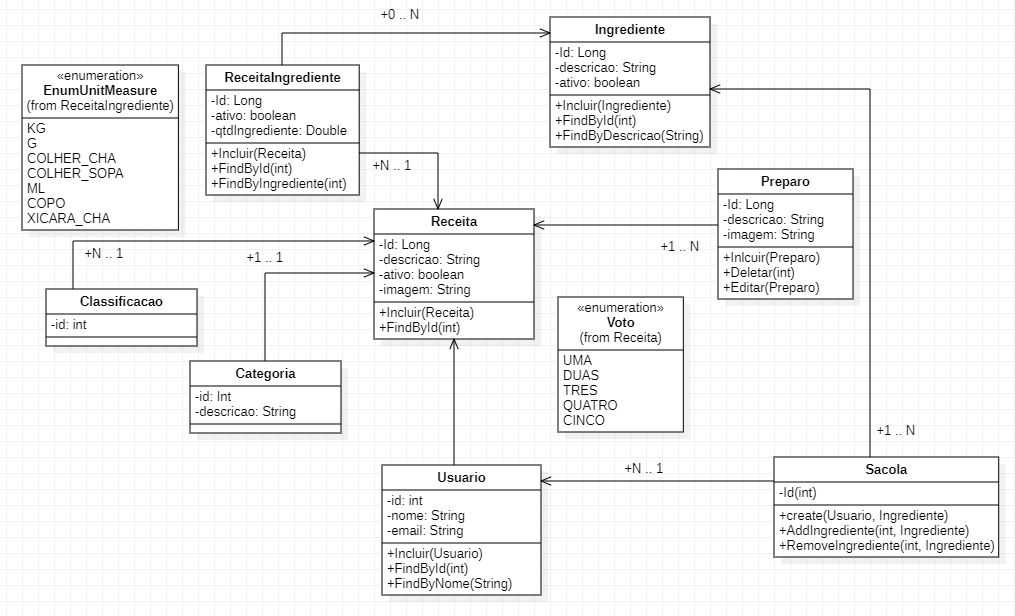 +0 .. N
Ingrediente
-Id: Long
-descricao: String
-ativo: boolean
+Incluir(Ingrediente)
+FindById(int)
+FindByDescricao(String)
«enumeration»
EnumUnitMeasure
(from ReceitaIngrediente)
KG
G
COLHER_CHA
COLHER_SOPA
ML
COPO
XICARA_CHA
ReceitaIngrediente
-Id: Long
-ativo: boolean
-qtdIngrediente: Double
+Incluir(Receita)
+FindById(int)
+FindByIngrediente(int)
+N .. 1
Preparo
-Id: Long
-descricao: String
-imagem: String
+Inlcuir(Preparo)
+Deletar(int)
+Editar(Preparo)
+1 .. N
Receita
-Id: Long
-descricao: String
-ativo: boolean
-imagem: String
+Incluir(Receita)
+FindById(int)
+N .. 1
+1 .. 1
Classificacao
-id: int
Categoria
-id: Int
-descricao: String
«enumeration»
Voto
(from Receita)
UMA
DUAS
TRES
QUATRO
CINCO
+1 .. N
Usuario
-id: int
-nome: String
-email: String
+Incluir(Usuario)
+FindById(int)
+FindByNome(String)
+N .. 1
Sacola
-Id(int)
+create(Usuario, Ingrediente)
+AddIngrediente(int, Ingrediente)
+RemoveIngrediente(int, Ingrediente)